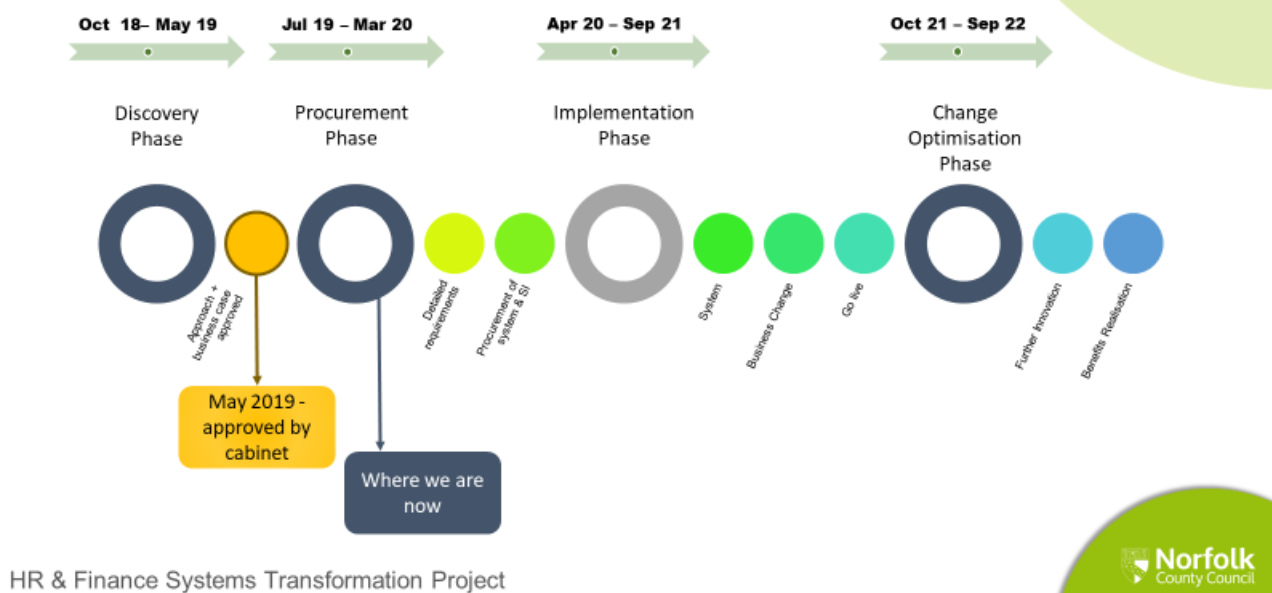 Oct 18– May 19
Jul 19 – Mar 20
Apr 20 – Sep 21
Oct 21 – Sep 22
Discovery
Phase
Procurement
Phase
Implementation
Phase
Change
Optimisation
Phase
Approach +
business case
approved
Detailed
requirements
Procurement of
system & SI
System
Business Change
Go live
Further Innovation
Benefits Realisation
May 2019 -
approved by
cabinet
Where we are
now
HR & Finance Systems Transformation Project
Norfolk
County Council